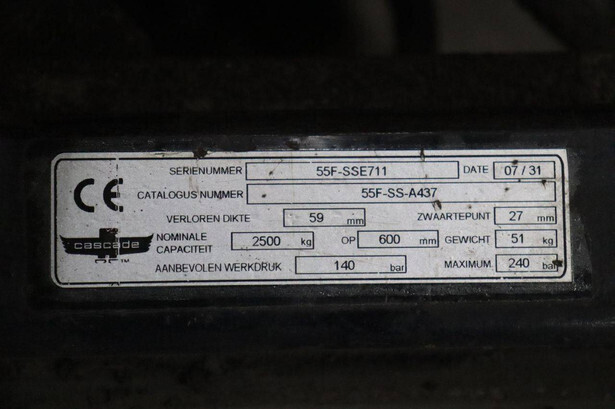 SERIENUMMER 55F-SSE711 DATE 07 / 31
CE CATALOGUS NUMMER 55F-SS-A437
VERLOREN DIKTE 59 mm ZWAARTEPUNT 27 mm
cascade ™ NOMINALE CAPACITEIT 2500 kg OP 600 mm GEWICHT 51 kg
AANBEVOLEN WERKDRUK 140 bar MAXIMUM 240 bar